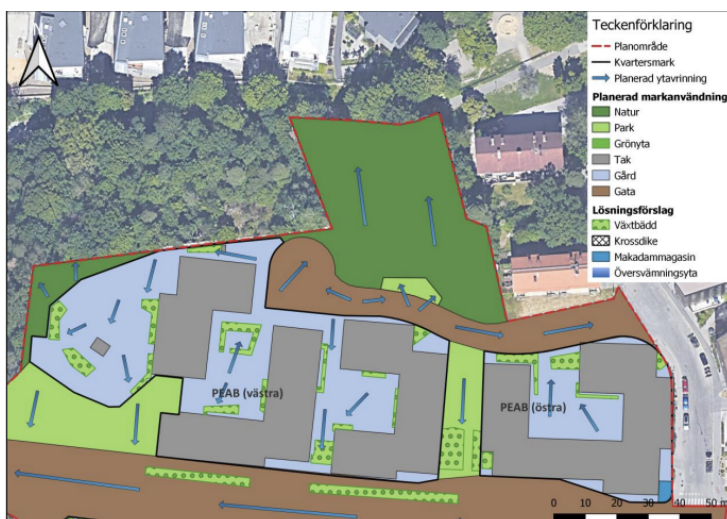 Teckenförklaring
Planområde
Kvartersmark
Planerad ytavrinning
Planerad markanvändning
Natur
Park
Grönyta
Tak
Gård
Gata
Lösningsförslag
Växtbädd
Krossdike
Makadammagasin
Översvämningsyta
PEAB (västra)
PEAB (östra)
0 10 20 30 40 50 m